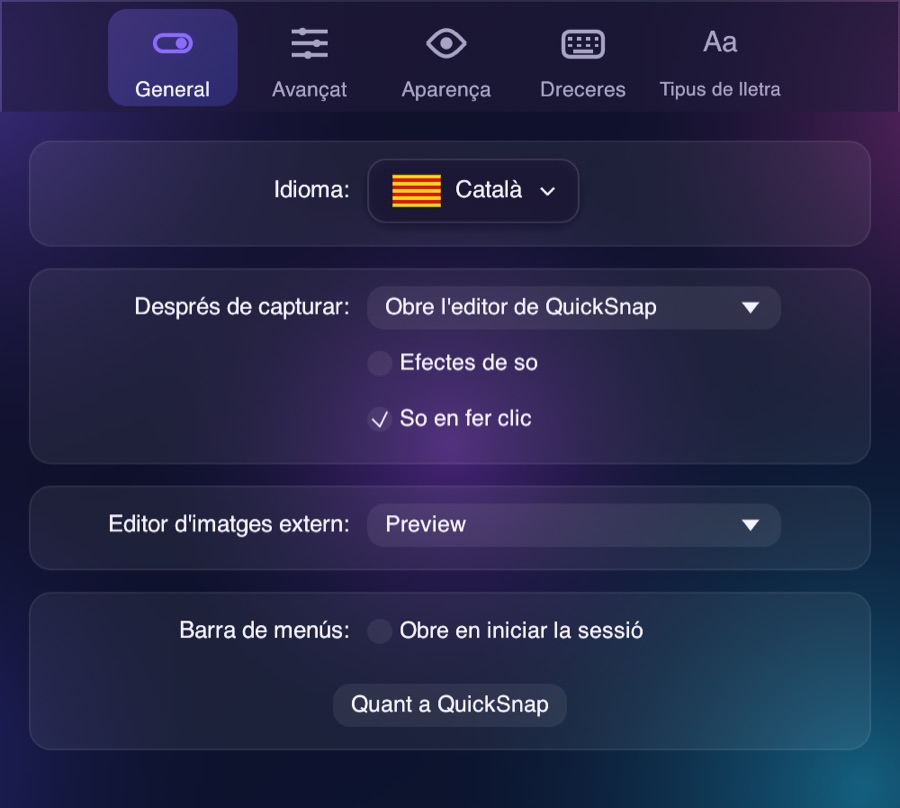 General
Avançat
Aparença
Dreceres
Aa
Tipus de lletra
Idioma:
Català
Després de capturar:
Obre l'editor de QuickSnap
Efectes de so
So en fer clic
Editor d'imatges extern:
Preview
Barra de menús:
Obre en iniciar la sessió
Quant a QuickSnap